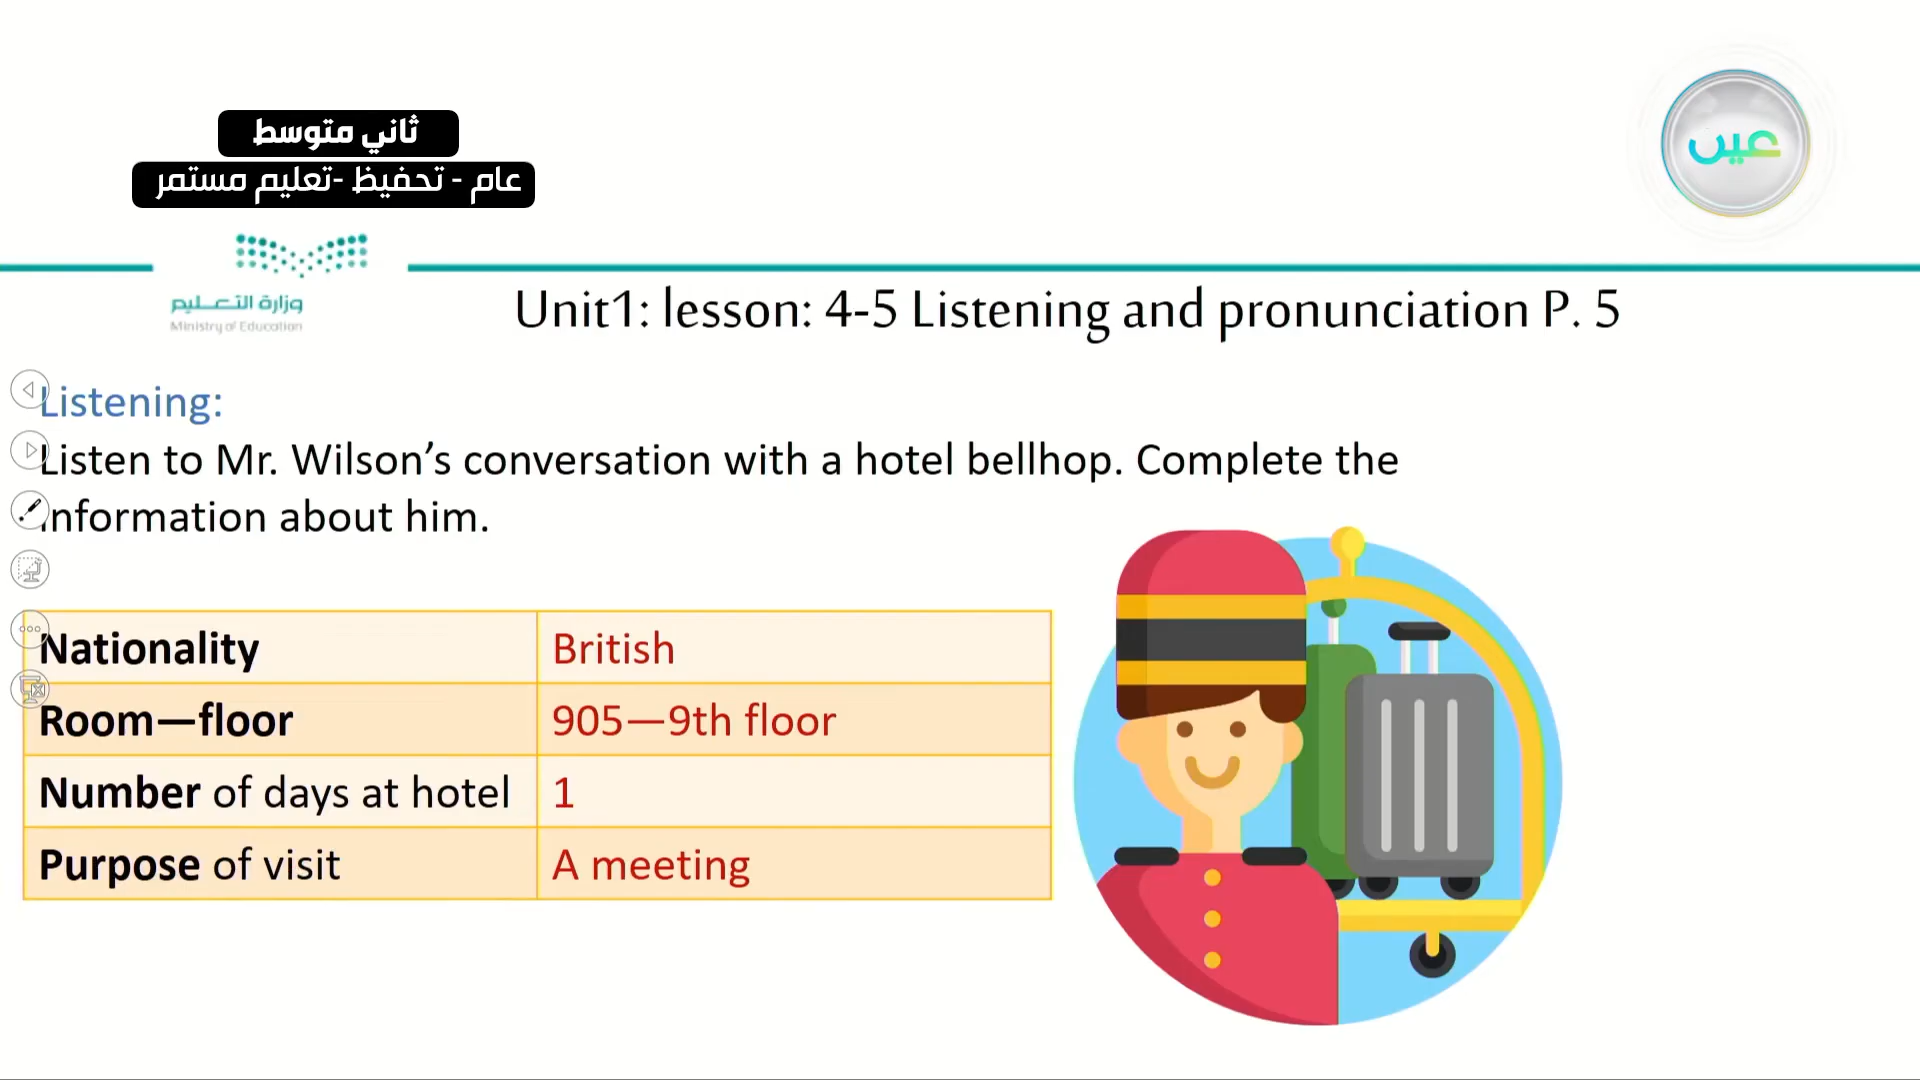 ثاني متوسط
عام - تحفيظ -تعليم مستمر
عين
وزارة التعليم
Ministry of Education
Unit1: lesson: 4-5 Listening and pronunciation P. 5
Listening:
Listen to Mr. Wilson’s conversation with a hotel bellhop. Complete the
information about him.
Nationality British
Room—floor 905—9th floor
Number of days at hotel 1
Purpose of visit A meeting